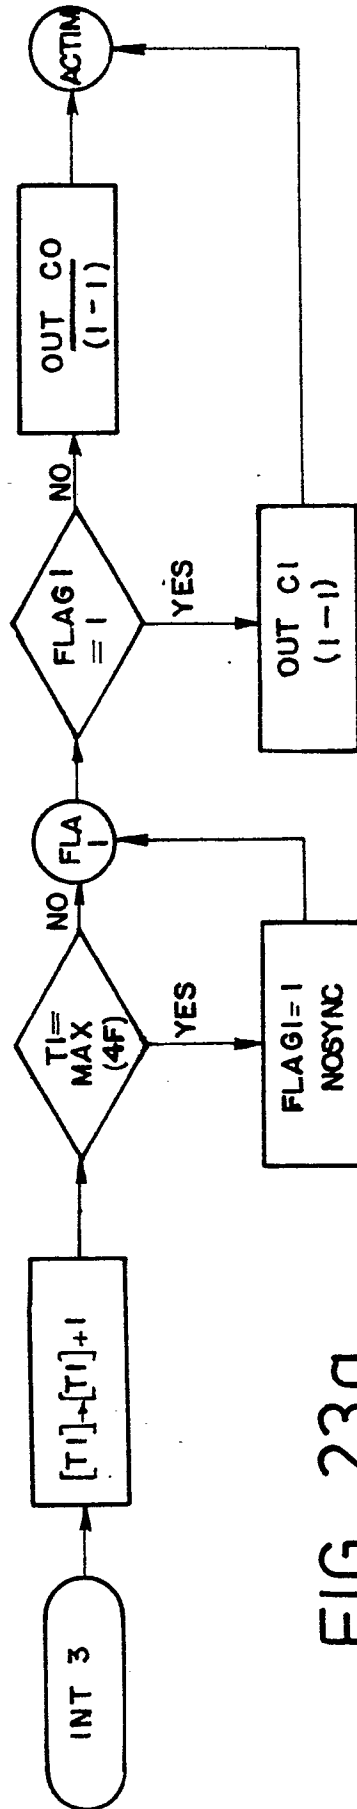 INT 3
[T1]→[T1]+1
T1=
MAX
(4F)
NO
YES
FLAG1=1
NOSYNC
FLA
1
FLAG1
=1
NO
YES
OUT C0
(1-1)
OUT C1
(1-1)
ACTIM
FIG. 23a